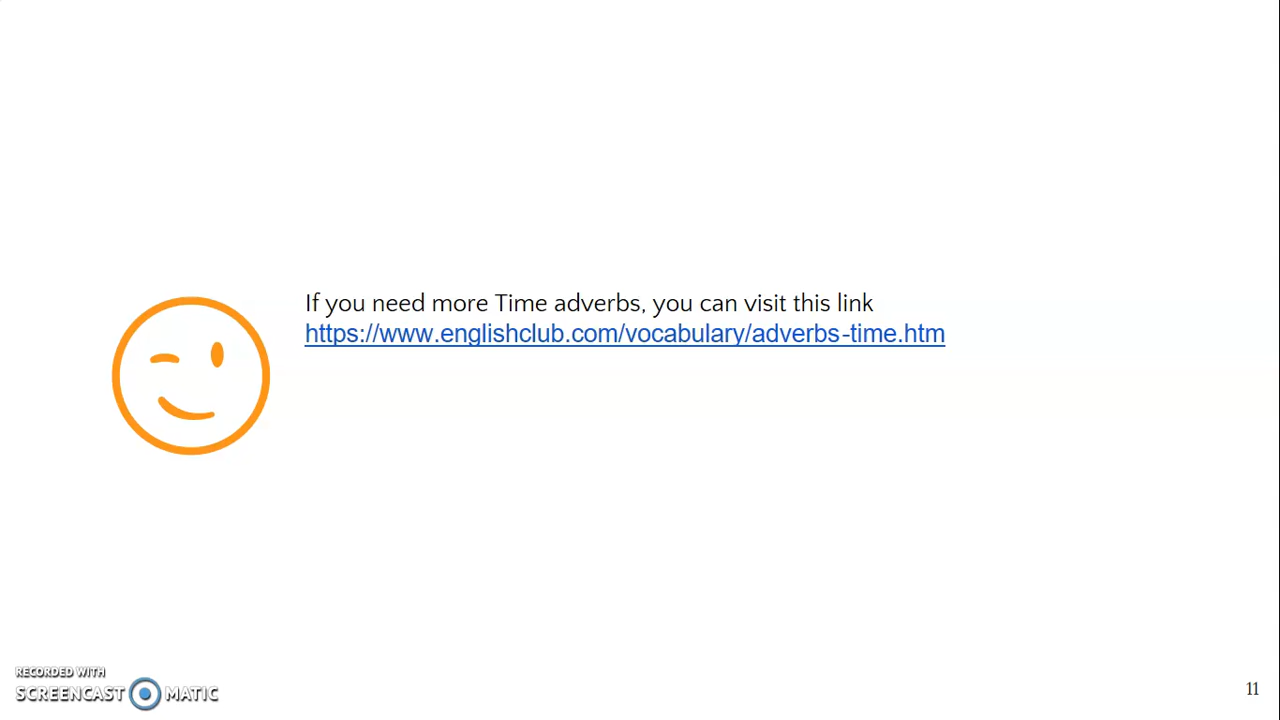 If you need more Time adverbs, you can visit this link
https://www.englishclub.com/vocabulary/adverbs-time.htm
RECORDED WITH
SCREENCAST MATIC
11